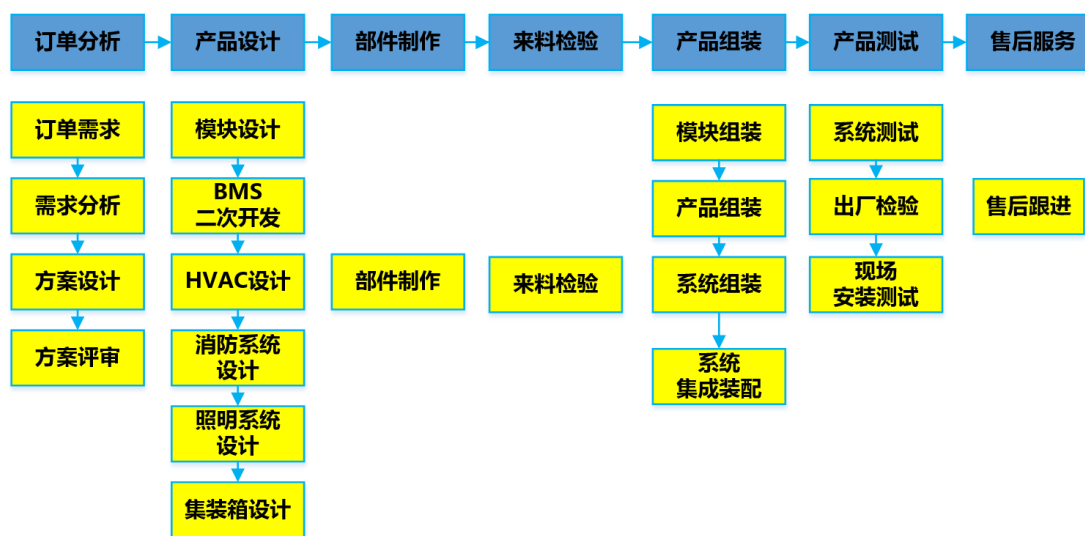 订单分析
产品设计
部件制作
来料检验
产品组装
产品测试
售后服务
订单需求
需求分析
方案设计
方案评审
模块设计
BMS
二次开发
HVAC设计
消防系统
设计
照明系统
设计
集装箱设计
部件制作
来料检验
模块组装
产品组装
系统组装
系统
集成装配
系统测试
出厂检验
现场
安装测试
售后跟进